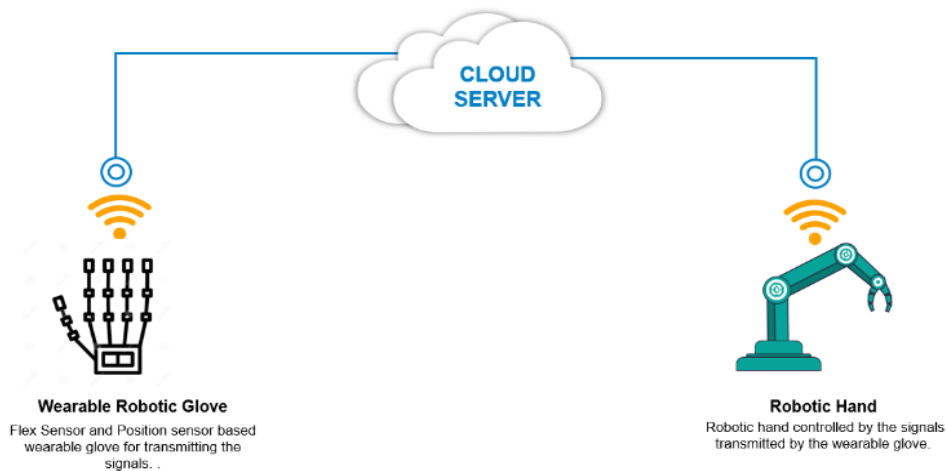 CLOUD
SERVER
Wearable Robotic Glove
Flex Sensor and Position sensor based
wearable glove for transmitting the
signals. .
Robotic Hand
Robotic hand controlled by the signals
transmitted by the wearable glove.